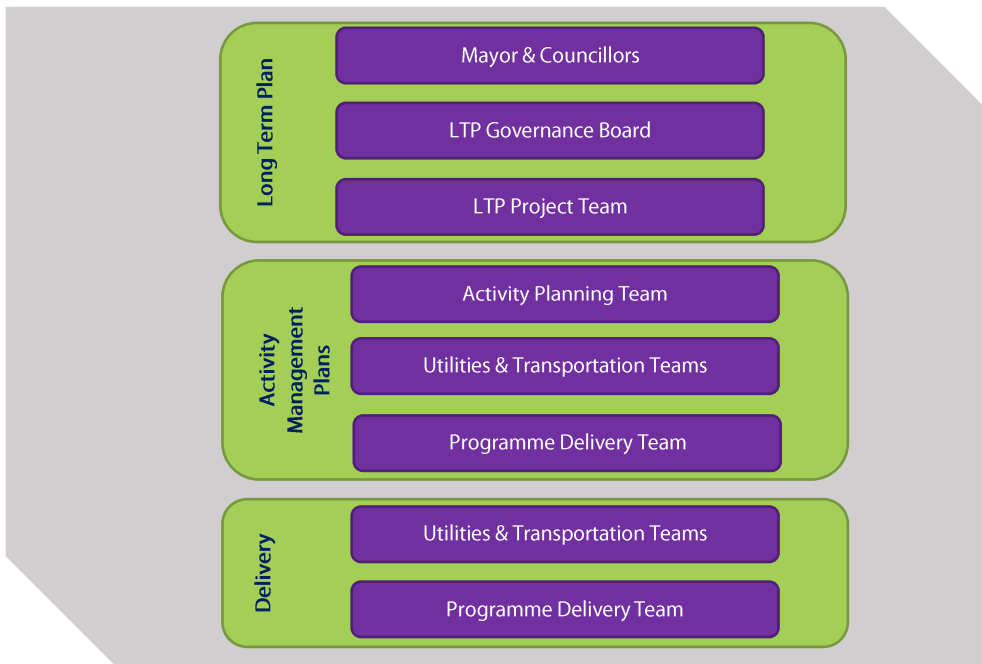 Long Term Plan
Mayor & Councillors
LTP Governance Board
LTP Project Team
Activity
Management
Plans
Activity Planning Team
Utilities & Transportation Teams
Programme Delivery Team
Delivery
Utilities & Transportation Teams
Programme Delivery Team